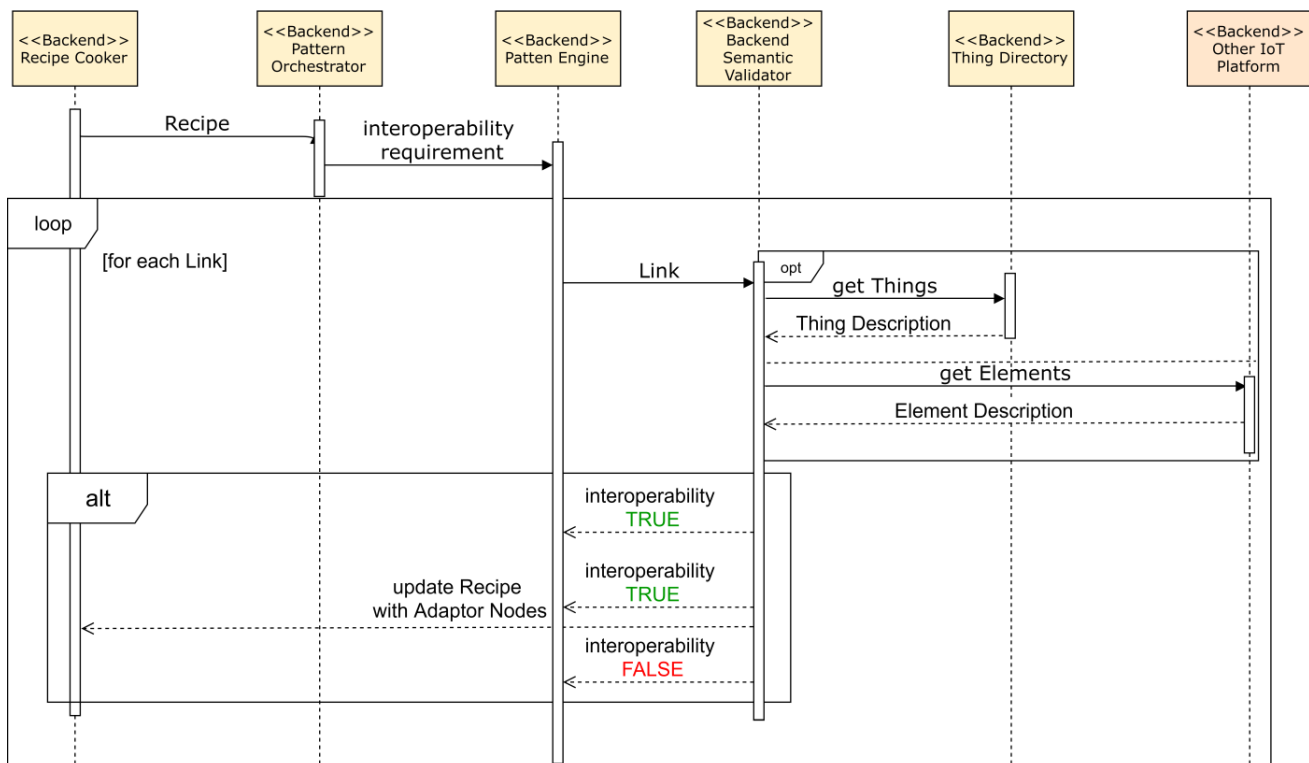 <<Backend>>
Recipe Cooker
<<Backend>>
Pattern
Orchestrator
<<Backend>>
Patten Engine
<<Backend>>
Backend
Semantic
Validator
<<Backend>>
Thing Directory
<<Backend>>
Other IoT
Platform
Recipe
interoperability
requirement
loop
[for each Link]
Link
opt
get Things
Thing Description
get Elements
Element Description
alt
interoperability
TRUE
interoperability
TRUE
update Recipe
with Adaptor Nodes
interoperability
FALSE